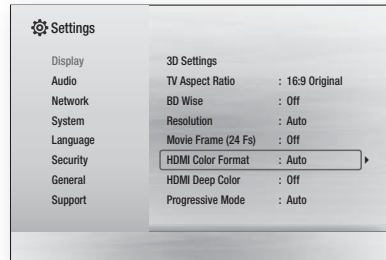 Settings
Display
Audio
Network
System
Language
Security
General
Support
3D Settings
TV Aspect Ratio : 16:9 Original
BD Wise : Off
Resolution : Auto
Movie Frame (24 Fs) : Off
HDMI Color Format : Auto
HDMI Deep Color : Off
Progressive Mode : Auto